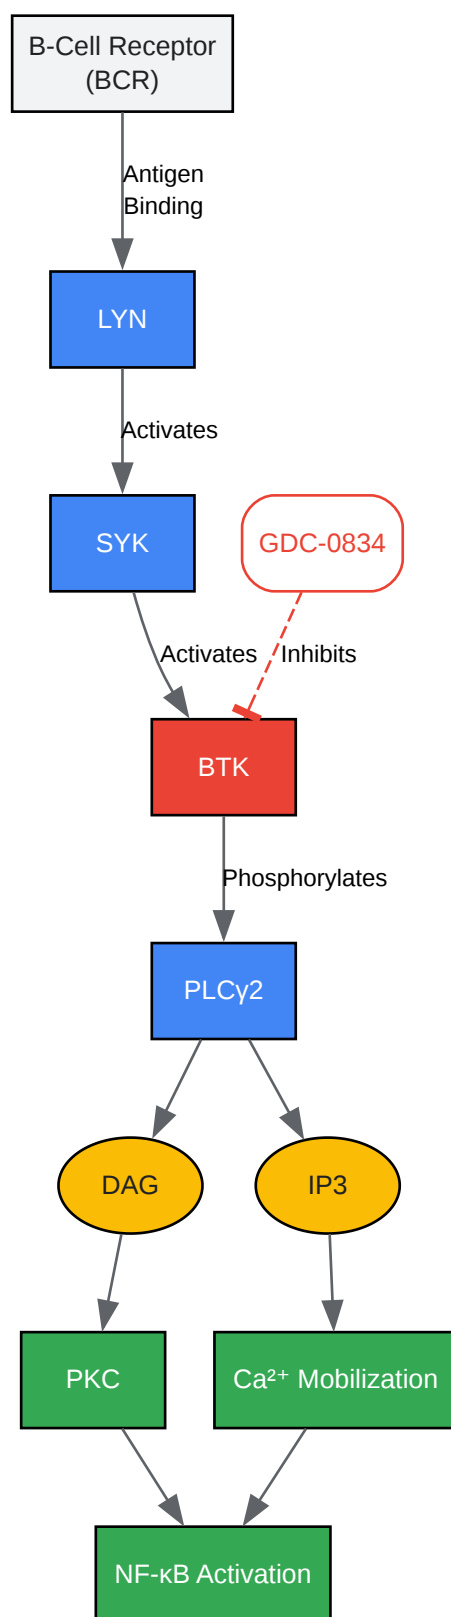 B-Cell Receptor
(BCR)
Antigen
Binding
LYN
Activates
SYK
GDC-0834
Activates
Inhibits
BTK
Phosphorylates
PLCγ2
DAG
IP3
PKC
Ca²⁺ Mobilization
NF-κB Activation